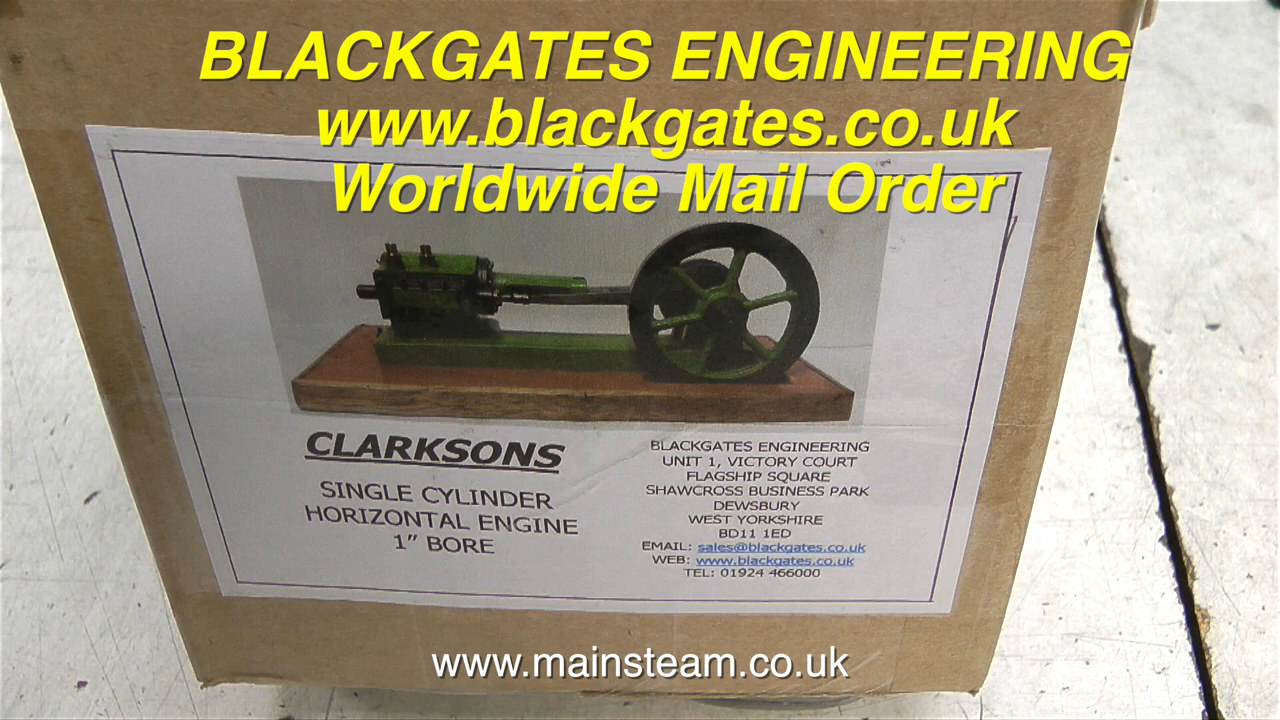 BLACKGATES ENGINEERING
www.blackgates.co.uk
Worldwide Mail Order
CLARKSONS
SINGLE CYLINDER
HORIZONTAL ENGINE
1” BORE
BLACKGATES ENGINEERING
UNIT 1, VICTORY COURT
FLAGSHIP SQUARE
SHAWCROSS BUSINESS PARK
DEWSBURY
WEST YORKSHIRE
BD11 1ED
EMAIL: sales@blackgates.co.uk
WEB: www.blackgates.co.uk
TEL: 01924 466000
www.mainsteam.co.uk